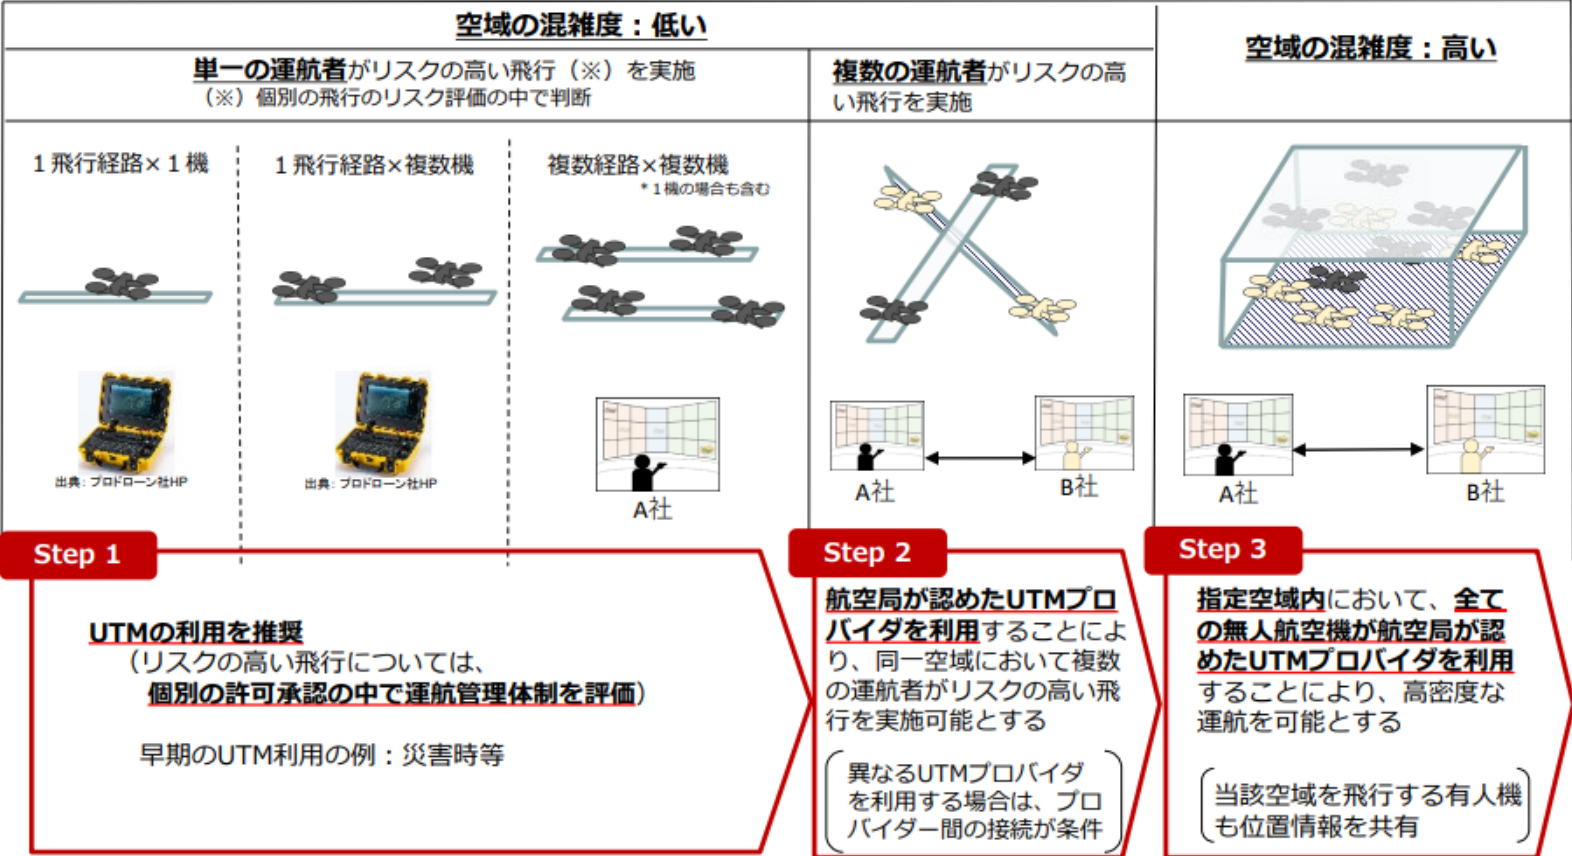 空域の混雑度：低い
空域の混雑度：高い
単一の運航者がリスクの高い飛行（※）を実施
（※）個別の飛行のリスク評価の中で判断
複数の運航者がリスクの高
い飛行を実施
１飛行経路×１機
１飛行経路×複数機
複数経路×複数機
*１機の場合も含む
出典：プロドローン社HP
出典：プロドローン社HP
A社
A社
B社
A社
B社
Step 1
UTMの利用を推奨
（リスクの高い飛行については、
個別の許可承認の中で運航管理体制を評価）
早期のUTM利用の例：災害時等
Step 2
航空局が認めたUTMプロ
バイダを利用することによ
り、同一空域において複数
の運航者がリスクの高い飛
行を実施可能とする
異なるUTMプロバイダ
を利用する場合は、プロ
バイダー間の接続が条件
Step 3
指定空域内において、全て
の無人航空機が航空局が認
めたUTMプロバイダを利用
することにより、高密度な
運航を可能とする
当該空域を飛行する有人機
も位置情報を共有